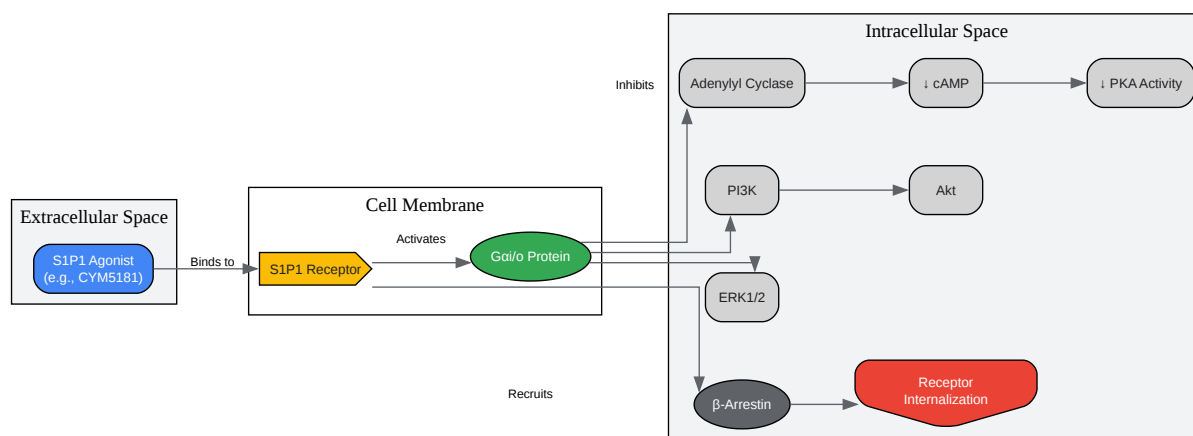 Extracellular Space
S1P1 Agonist
(e.g., CYM5181)
Binds to
Cell Membrane
S1P1 Receptor
Activates
Gαi/o Protein
Inhibits
Recruits
Intracellular Space
Adenylyl Cyclase
↓ cAMP
↓ PKA Activity
PI3K
Akt
ERK1/2
β-Arrestin
Receptor
Internalization